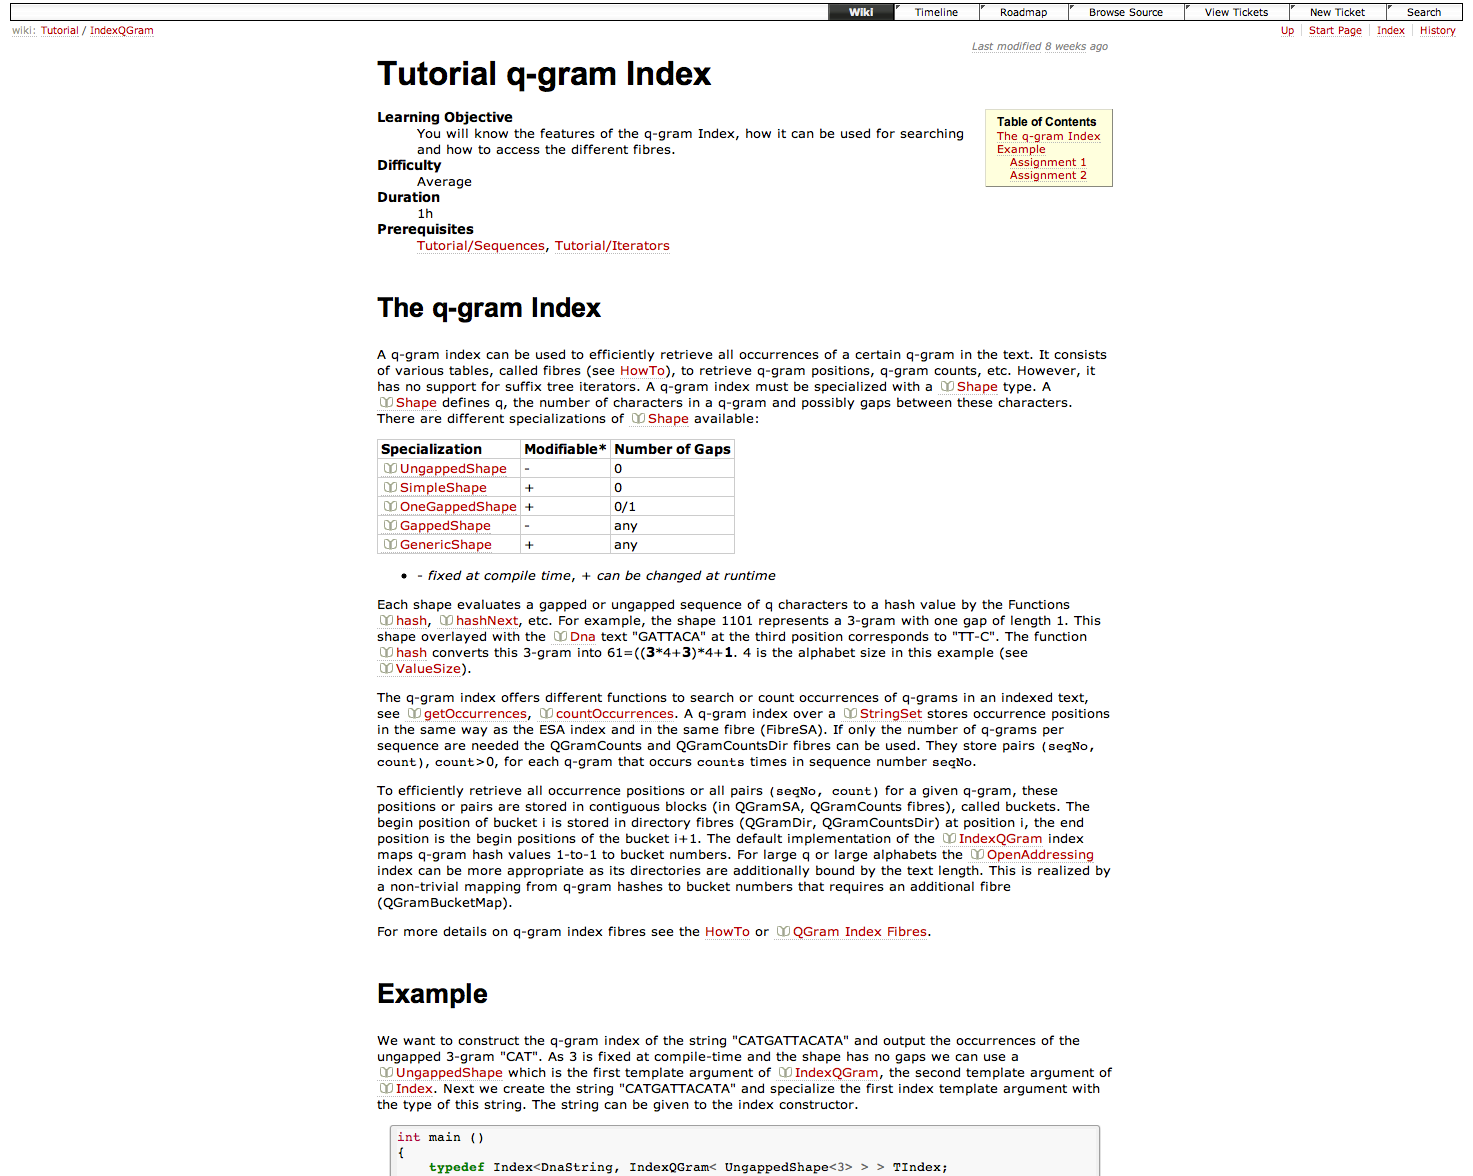 Wiki Timeline Roadmap Browse Source View Tickets New Ticket Search
wiki: Tutorial / IndexQGram
Up Start Page Index History
Last modified 8 weeks ago
Tutorial q-gram Index
Learning Objective
You will know the features of the q-gram Index, how it can be used for searching
and how to access the different fibres.
Difficulty
Average
Duration
1h
Prerequisites
Tutorial/Sequences, Tutorial/Iterators
Table of Contents
The q-gram Index
Example
Assignment 1
Assignment 2
The q-gram Index
A q-gram index can be used to efficiently retrieve all occurrences of a certain q-gram in the text. It consists
of various tables, called fibres (see HowTo), to retrieve q-gram positions, q-gram counts, etc. However, it
has no support for suffix tree iterators. A q-gram index must be specialized with a Shape type. A
Shape defines q, the number of characters in a q-gram and possibly gaps between these characters.
There are different specializations of Shape available:
Specialization Modifiable* Number of Gaps
UngappedShape - 0
SimpleShape + 0
OneGappedShape + 0/1
GappedShape - any
GenericShape + any
• - fixed at compile time, + can be changed at runtime
Each shape evaluates a gapped or ungapped sequence of q characters to a hash value by the Functions
hash, hashNext, etc. For example, the shape 1101 represents a 3-gram with one gap of length 1. This
shape overlayed with the Dna text "GATTACA" at the third position corresponds to "TT-C". The function
hash converts this 3-gram into 61=((3*4+3)*4+1. 4 is the alphabet size in this example (see
ValueSize).
The q-gram index offers different functions to search or count occurrences of q-grams in an indexed text,
see getOccurrences, countOccurrences. A q-gram index over a StringSet stores occurrence positions
in the same way as the ESA index and in the same fibre (FibreSA). If only the number of q-grams per
sequence are needed the QGramCounts and QGramCountsDir fibres can be used. They store pairs (seqNo,
count), count>0, for each q-gram that occurs counts times in sequence number seqNo.
To efficiently retrieve all occurrence positions or all pairs (seqNo, count) for a given q-gram, these
positions or pairs are stored in contiguous blocks (in QGramSA, QGramCounts fibres), called buckets. The
begin position of bucket i is stored in directory fibres (QGramDir, QGramCountsDir) at position i, the end
position is the begin positions of the bucket i+1. The default implementation of the IndexQGram index
maps q-gram hash values 1-to-1 to bucket numbers. For large q or large alphabets the OpenAddressing
index can be more appropriate as its directories are additionally bound by the text length. This is realized by
a non-trivial mapping from q-gram hashes to bucket numbers that requires an additional fibre
(QGramBucketMap).
For more details on q-gram index fibres see the HowTo or QGram Index Fibres.
Example
We want to construct the q-gram index of the string "CATGATTACATA" and output the occurrences of the
ungapped 3-gram "CAT". As 3 is fixed at compile-time and the shape has no gaps we can use a
UngappedShape which is the first template argument of IndexQGram, the second template argument of
Index. Next we create the string "CATGATTACATA" and specialize the first index template argument with
the type of this string. The string can be given to the index constructor.
int main ()
{
typedef Index<DnaString, IndexQGram< UngappedShape<3> > > TIndex;